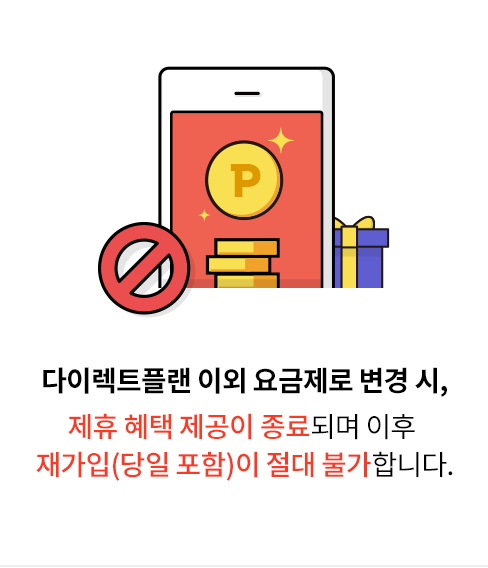 P
다이렉트플랜 이외 요금제로 변경 시,
제휴 혜택 제공이 종료되며 이후
재가입(당일 포함)이 절대 불가합니다.